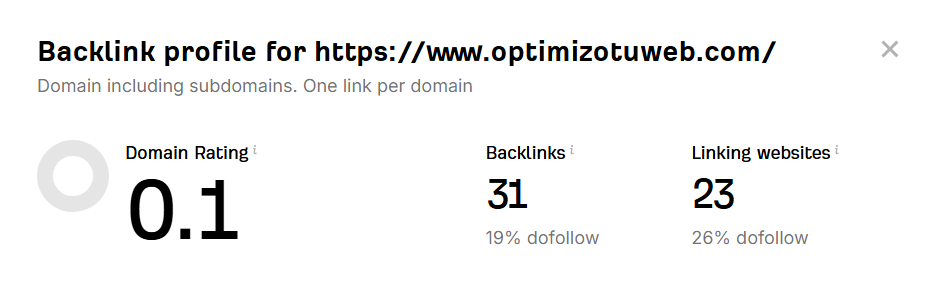 Backlink profile for https://www.optimizotuweb.com/
Domain including subdomains. One link per domain
Domain Rating i
0.1
Backlinks i
31
19% dofollow
Linking websites i
23
26% dofollow